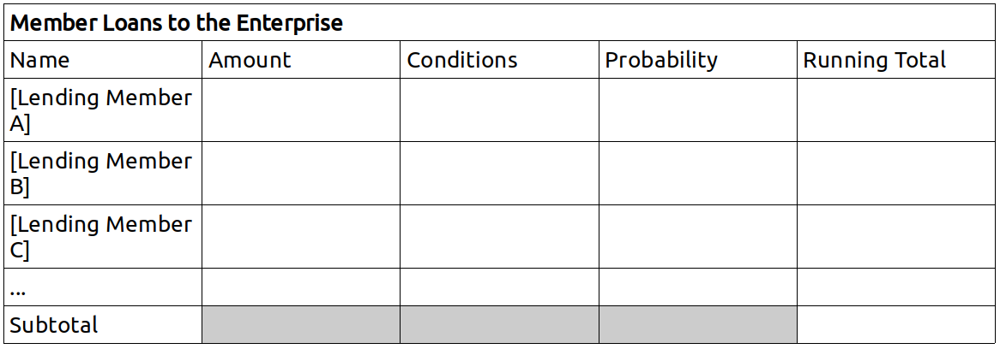 Member Loans to the Enterprise
Name Amount Conditions Probability Running Total
[Lending Member
A]
[Lending Member
B]
[Lending Member
C]
...
Subtotal